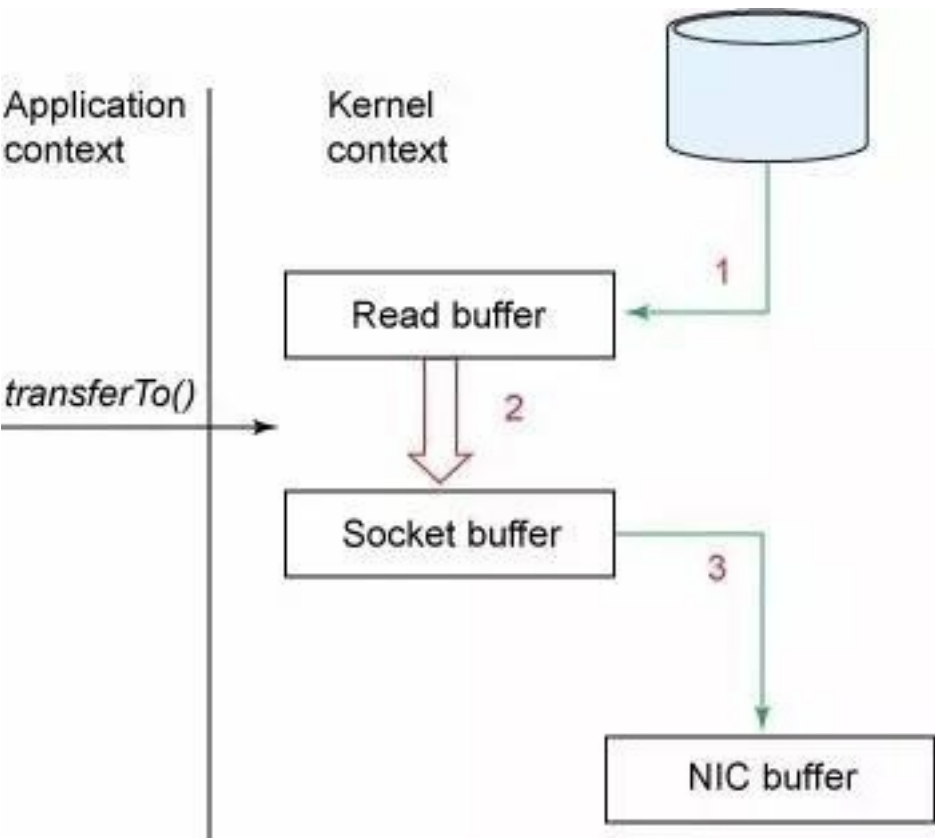 Application
context
Kernel
context
1
Read buffer
transferTo()
2
Socket buffer
3
NIC buffer